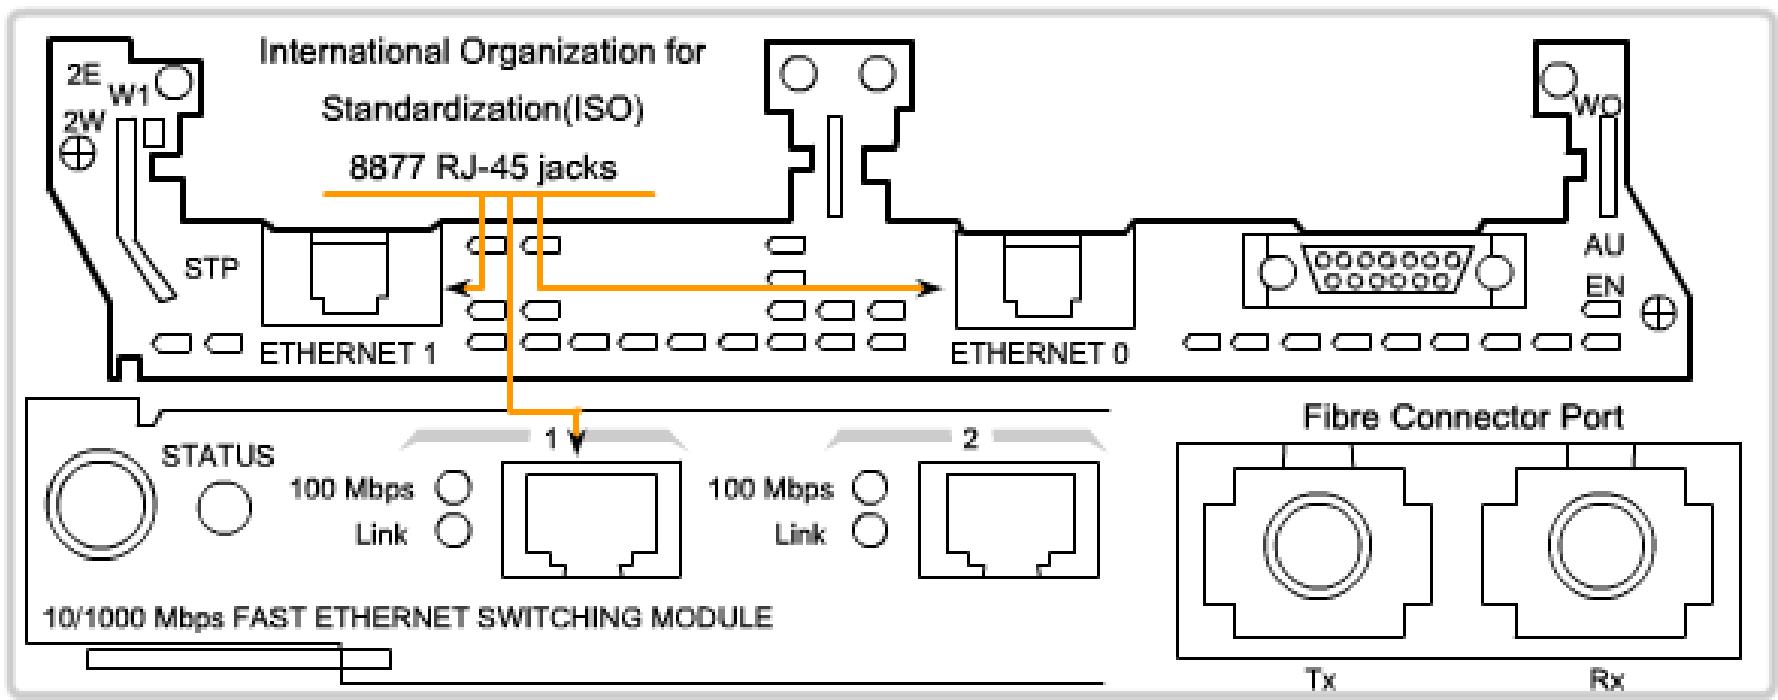 International Organization for
Standardization(ISO)
8877 RJ-45 jacks
2E
W1
2W
WO
STP
AU
EN
ETHERNET 1
ETHERNET 0
Fibre Connector Port
STATUS
1
2
100 Mbps
Link
100 Mbps
Link
10/1000 Mbps FAST ETHERNET SWITCHING MODULE
Tx
Rx